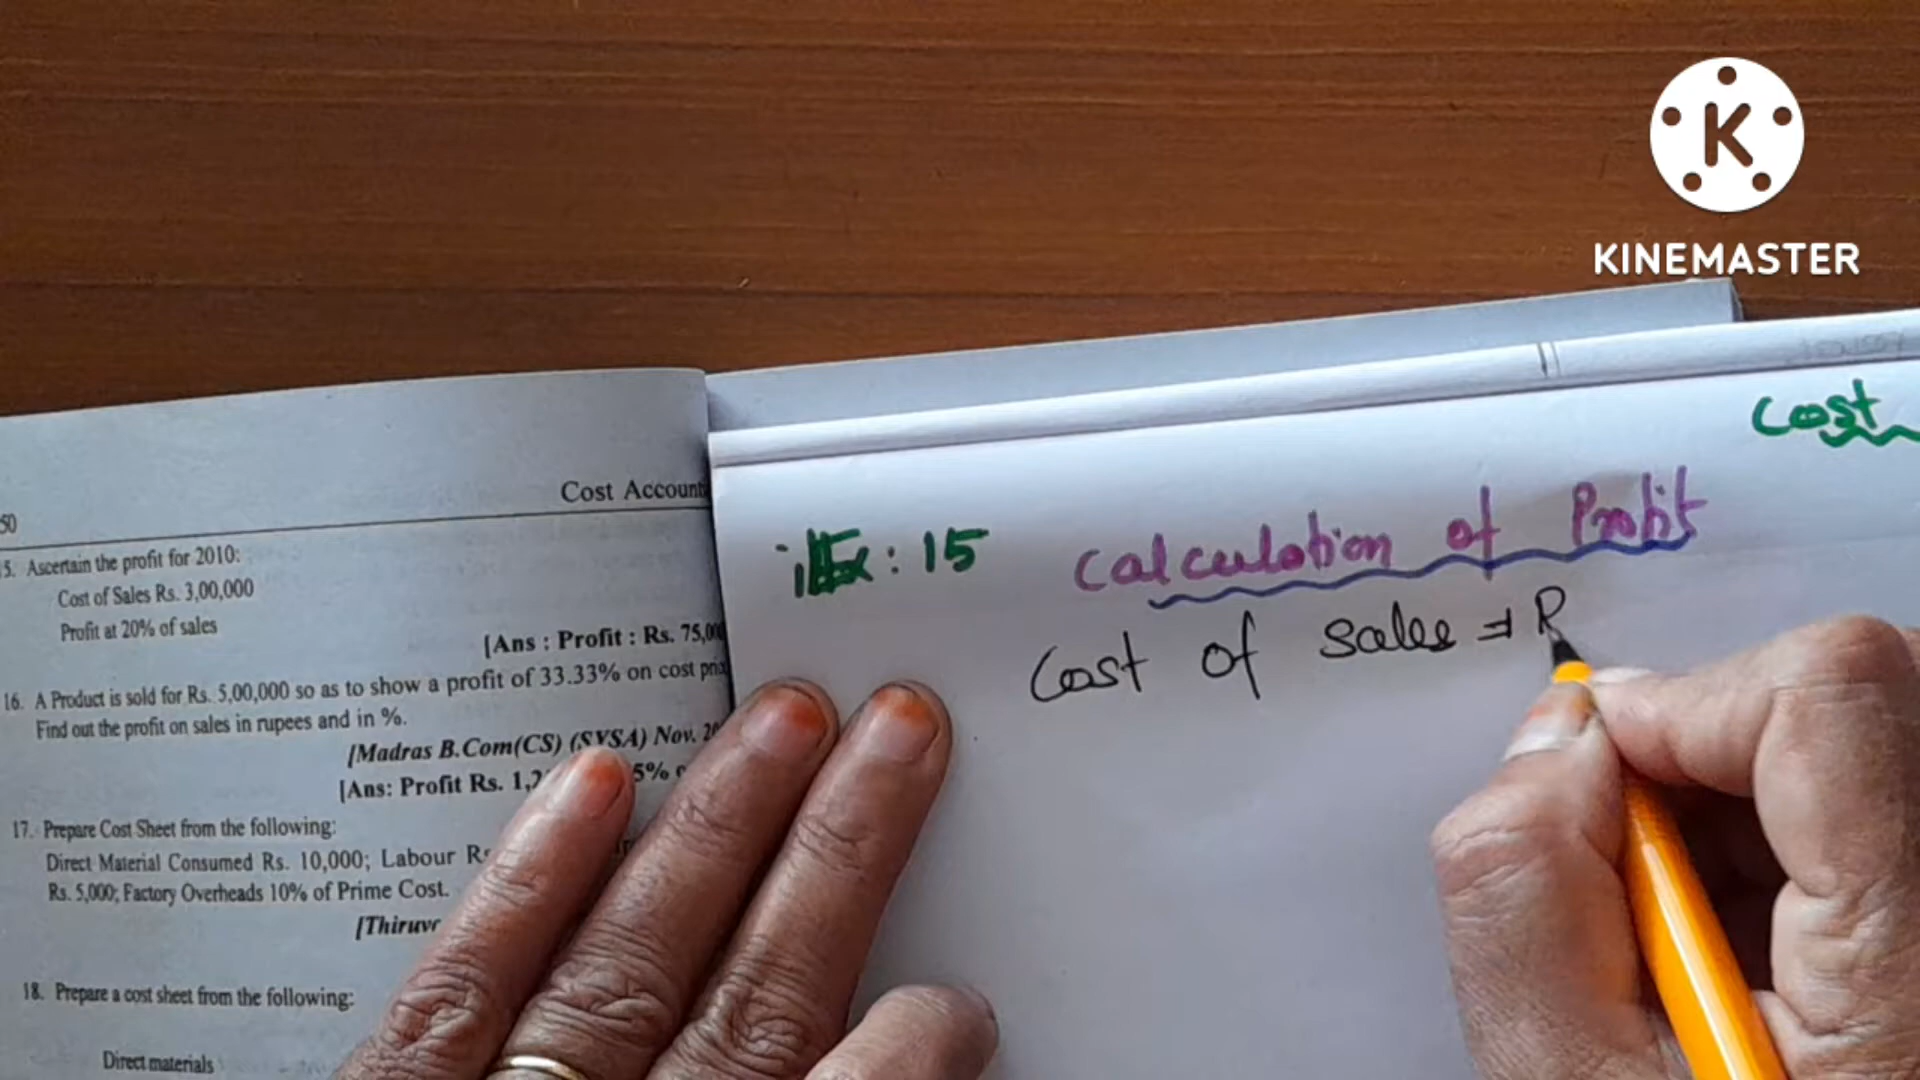 KINEMASTER
50
Cost Account
5. Ascertain the profit for 2010:
Cost of Sales Rs. 3,00,000
Profit at 20% of sales
[Ans : Profit : Rs. 75,00
16. A Product is sold for Rs. 5,00,000 so as to show a profit of 33.33% on cost
Find out the profit on sales in rupees and in %.
[Madras B.Com(CS) (SYSA) Nov. 20
[Ans: Profit Rs. 1,2 5%
17. Prepare Cost Sheet from the following:
Direct Material Consumed Rs. 10,000; Labour Rs
Rs. 5,000; Factory Overheads 10% of Prime Cost.
[Thiruv
18. Prepare a cost sheet from the following:
Direct materials
Cost
: 15 Calculation of Profit
Cost of Sales = R